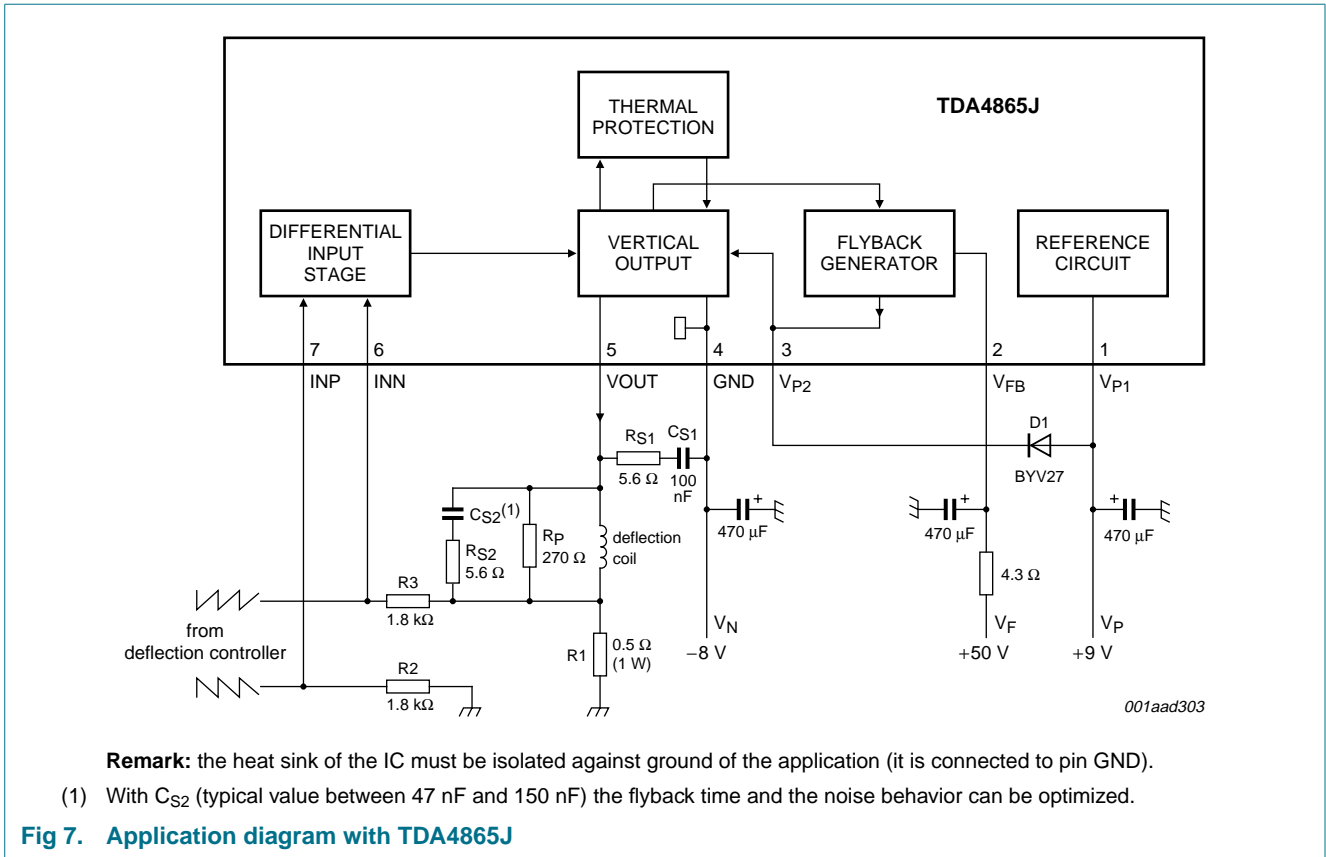 THERMAL
PROTECTION
TDA4865J
DIFFERENTIAL
INPUT
STAGE
VERTICAL
OUTPUT
FLYBACK
GENERATOR
REFERENCE
CIRCUIT
7 6 5 4 3 2 1
INP INN VOUT GND VP2 VFB VP1
D1
BYV27
RS1
5.6 Ω
CS1
100
nF
CS2(1)
RS2
5.6 Ω
RP
270 Ω
deflection
coil
+
470 μF
+
470 μF
+
470 μF
4.3 Ω
R3
1.8 kΩ
from
deflection controller
R2
1.8 kΩ
R1
0.5 Ω
(1 W)
VN
−8 V
VF
+50 V
VP
+9 V
001aad303
Remark: the heat sink of the IC must be isolated against ground of the application (it is connected to pin GND).
(1) With CS2 (typical value between 47 nF and 150 nF) the flyback time and the noise behavior can be optimized.
Fig 7. Application diagram with TDA4865J